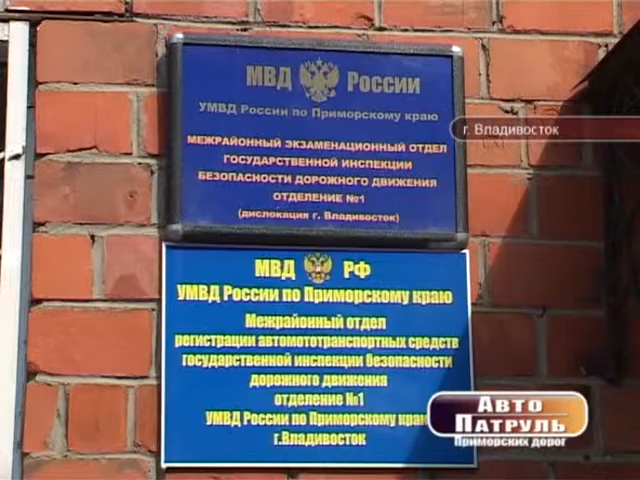 МВД России
УМВД России по Приморскому краю
МЕЖРАЙОННЫЙ ЭКЗАМЕНАЦИОННЫЙ ОТДЕЛ
ГОСУДАРСТВЕННОЙ ИНСПЕКЦИИ
БЕЗОПАСНОСТИ ДОРОЖНОГО ДВИЖЕНИЯ
ОТДЕЛЕНИЕ №1
(дислокация г. Владивосток)
г. Владивосток
МВД РФ
УМВД России по Приморскому краю
Межрайонный отдел
регистрации автомототранспортных средств
государственной инспекции безопасности
дорожного движения
отделение №1
УМВД России по Приморскому краю
г.Владивосток
АВТО
ПАТРУЛЬ
Приморских дорог